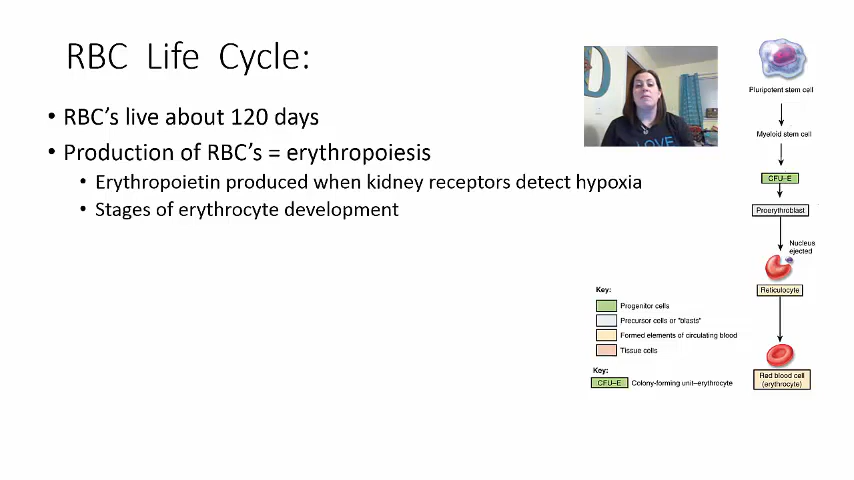 RBC Life Cycle:
• RBC's live about 120 days
• Production of RBC's = erythropoiesis
• Erythropoietin produced when kidney receptors detect hypoxia
• Stages of erythrocyte development
LOVE
Pluripotent stem cell
Myeloid stem cell
CFU–E
Proerythroblast
Nucleus
ejected
Reticulocyte
Red blood cell
(erythrocyte)
Key:
Progenitor cells
Precursor cells or "blasts"
Formed elements of circulating blood
Tissue cells
Key:
CFU–E Colony-forming unit–erythrocyte